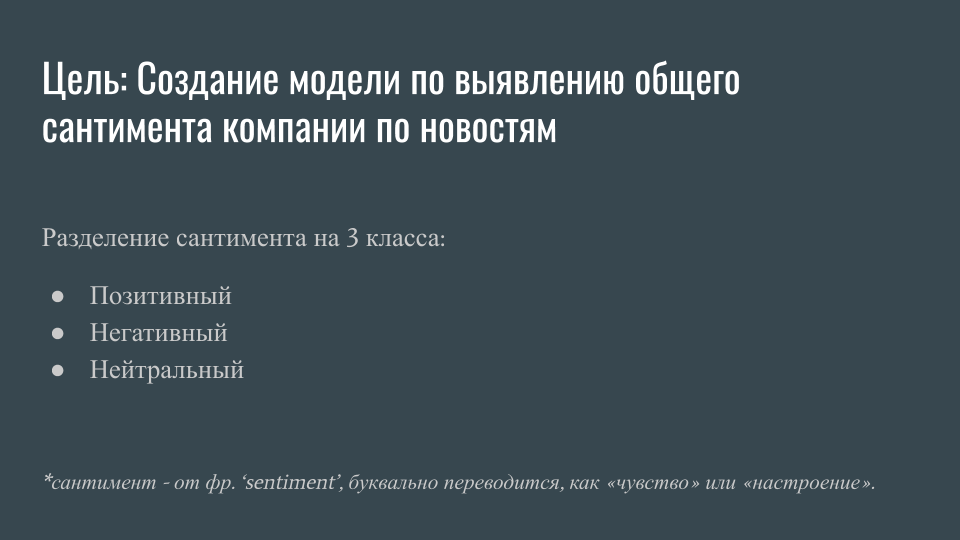 Цель: Создание модели по выявлению общего
сантимента компании по новостям
Разделение сантимента на 3 класса:
● Позитивный
● Негативный
● Нейтральный
*сантимент - от фр. ‘sentiment’, буквально переводится, как «чувство» или «настроение».